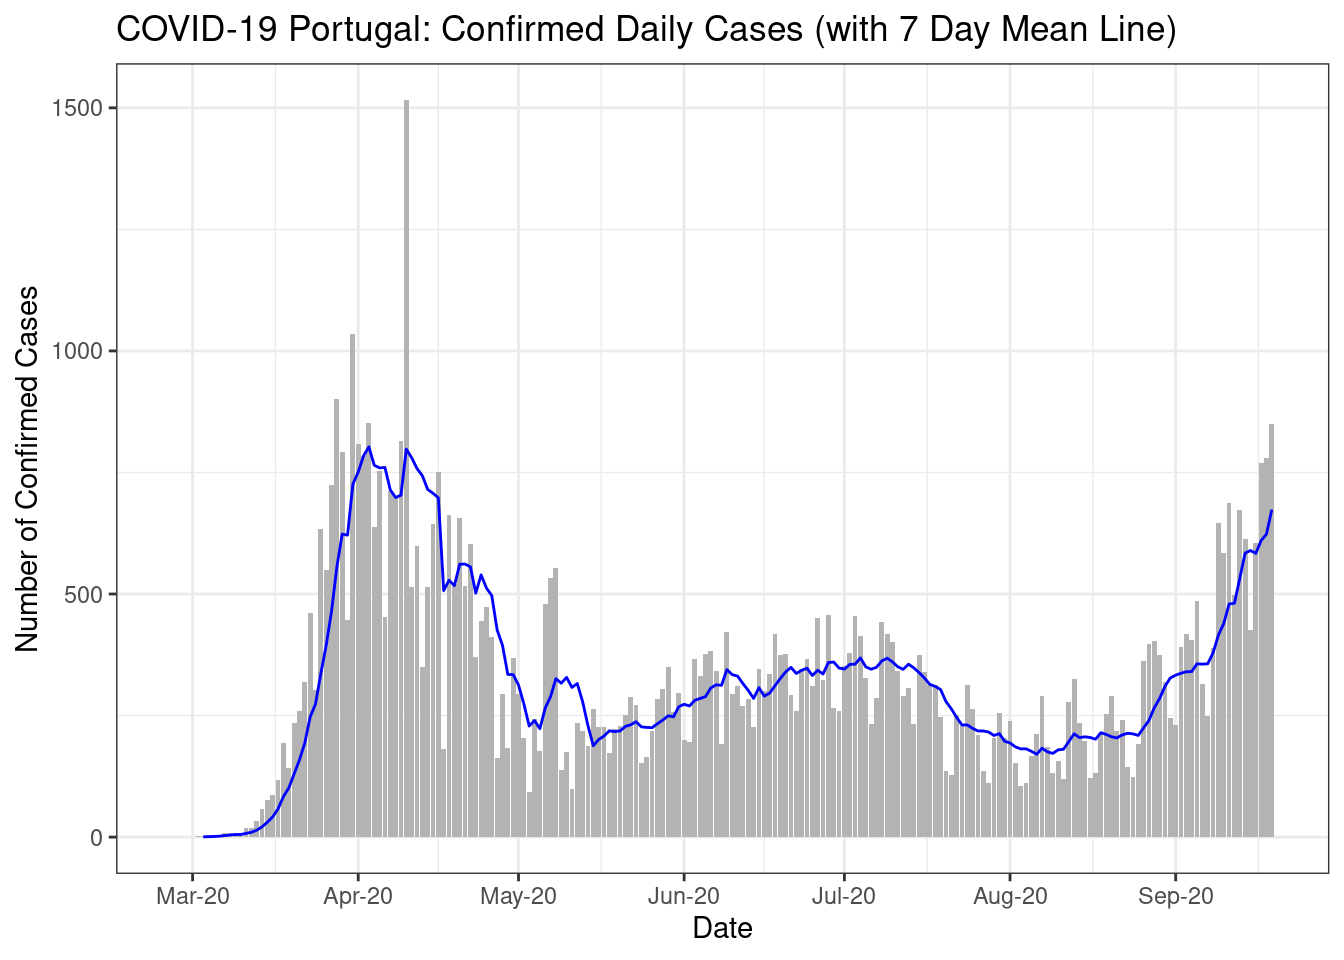 COVID-19 Portugal: Confirmed Daily Cases (with 7 Day Mean Line)
Number of Confirmed Cases
1500
1000
500
0
Mar-20 Apr-20 May-20 Jun-20 Jul-20 Aug-20 Sep-20
Date